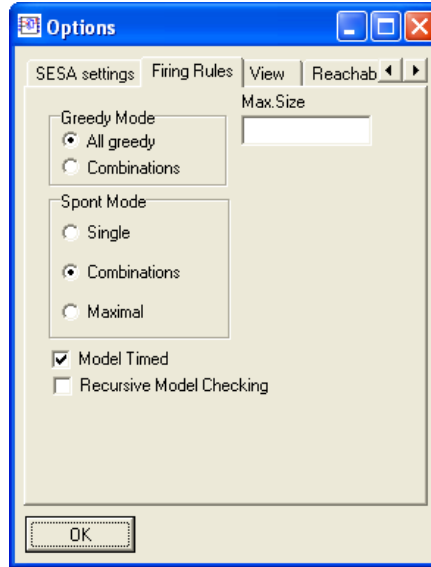 Options
SESA settings
Firing Rules
View
Reachab
Max.Size
Greedy Mode
All greedy
Combinations
Spont Mode
Single
Combinations
Maximal
Model Timed
Recursive Model Checking
OK